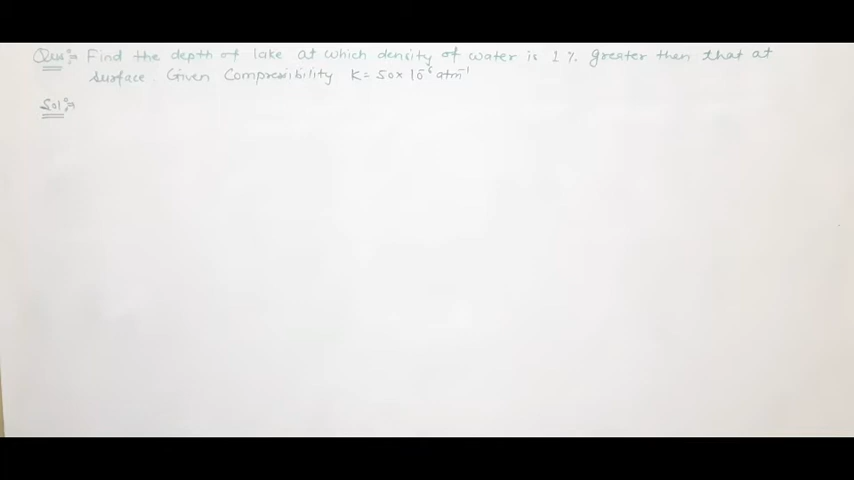 Que:⇒ Find the depth of lake at which density of water is 1 %. Greater then that at
surface. Given Compressibility K = 50 × 10⁻⁶ atm⁻¹
Sol:⇒